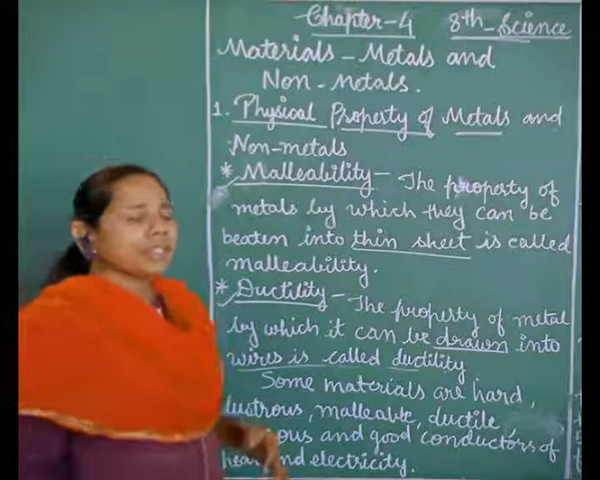 Chapter-4 8th-Science
Materials - Metals and
Non-Metals.
1. Physical Property of Metals and
Non-metals
* Malleability - The property of
metals by which they can be
beaten into thin sheet is called
malleability.
* Ductility - The property of metal
by which it can be drawn into
wires is called ductility
Some materials are hard,
lustrous, malleable, ductile,
ous and good conductors of
heat and electricity.